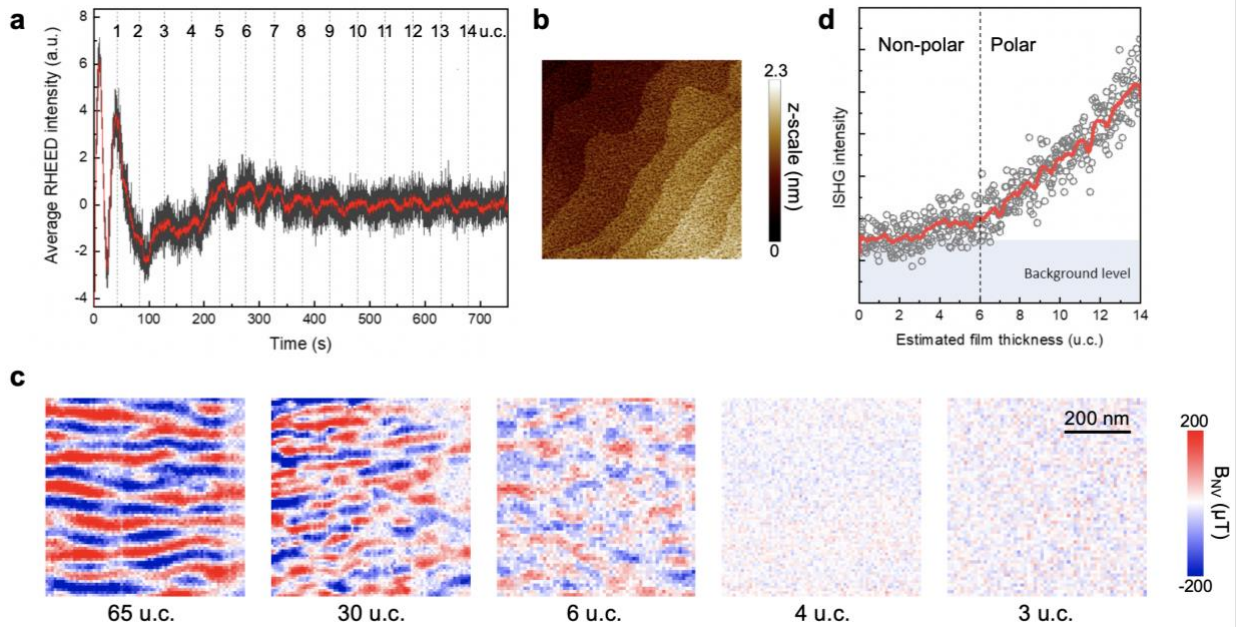 a
Average RHEED intensity (a.u.)
8
6
4
2
0
-2
-4
1 2 3 4 5 6 7 8 9 10 11 12 13 14 u.c.
0 100 200 300 400 500 600 700
Time (s)
b
2.3
z-scale (nm)
0
d
ISHG intensity
Non-polar Polar
Background level
0 2 4 6 8 10 12 14
Estimated film thickness (u.c.)
c
200 nm
200
BNV (µT)
-200
65 u.c. 30 u.c. 6 u.c. 4 u.c. 3 u.c.